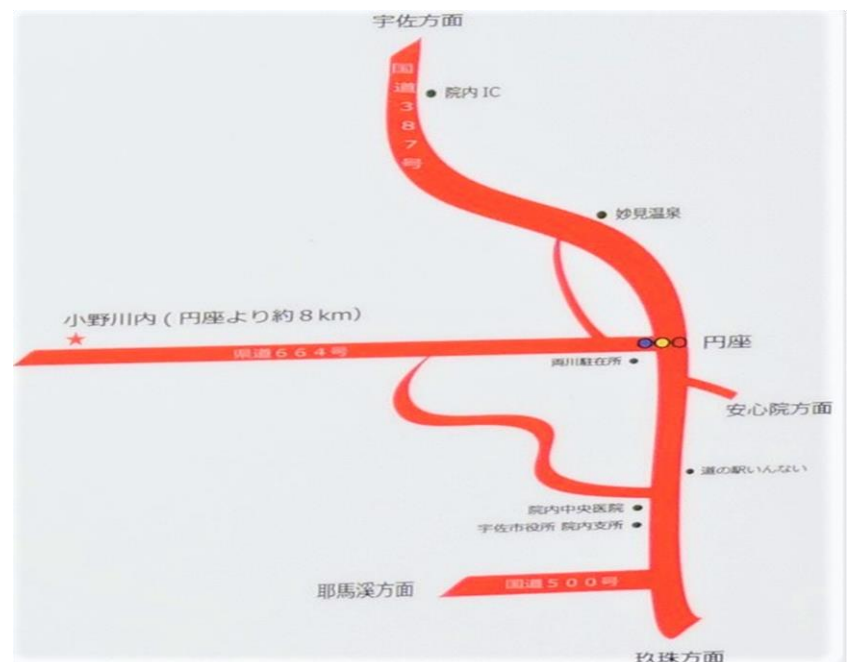 宇佐方面
国道387号
院内 IC
妙見温泉
小野川内 ( 円座より約8km)
県道664号
円座
両川駐在所
安心院方面
道の駅いんない
院内中央医院
宇佐市役所 院内支所
国道500号
耶馬溪方面
玖珠方面